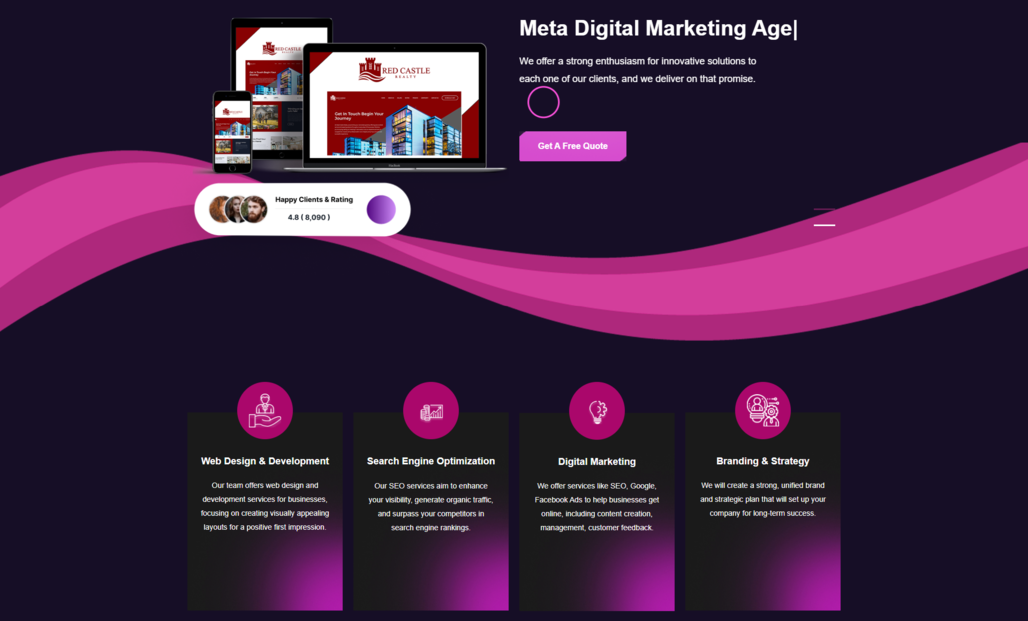 Meta Digital Marketing Age|
We offer a strong enthusiasm for innovative solutions to
each one of our clients, and we deliver on that promise.
Get A Free Quote
RED CASTLE
REALTY
Get In Touch Begin Your
Journey
Happy Clients & Rating
4.8 ( 8,090 )
Web Design & Development
Our team offers web design and
development services for businesses,
focusing on creating visually appealing
layouts for a positive first impression.
Search Engine Optimization
Our SEO services aim to enhance
your visibility, generate organic traffic,
and surpass your competitors in
search engine rankings.
Digital Marketing
We offer services like SEO, Google,
Facebook Ads to help businesses get
online, including content creation,
management, customer feedback.
Branding & Strategy
We will create a strong, unified brand
and strategic plan that will set up your
company for long-term success.